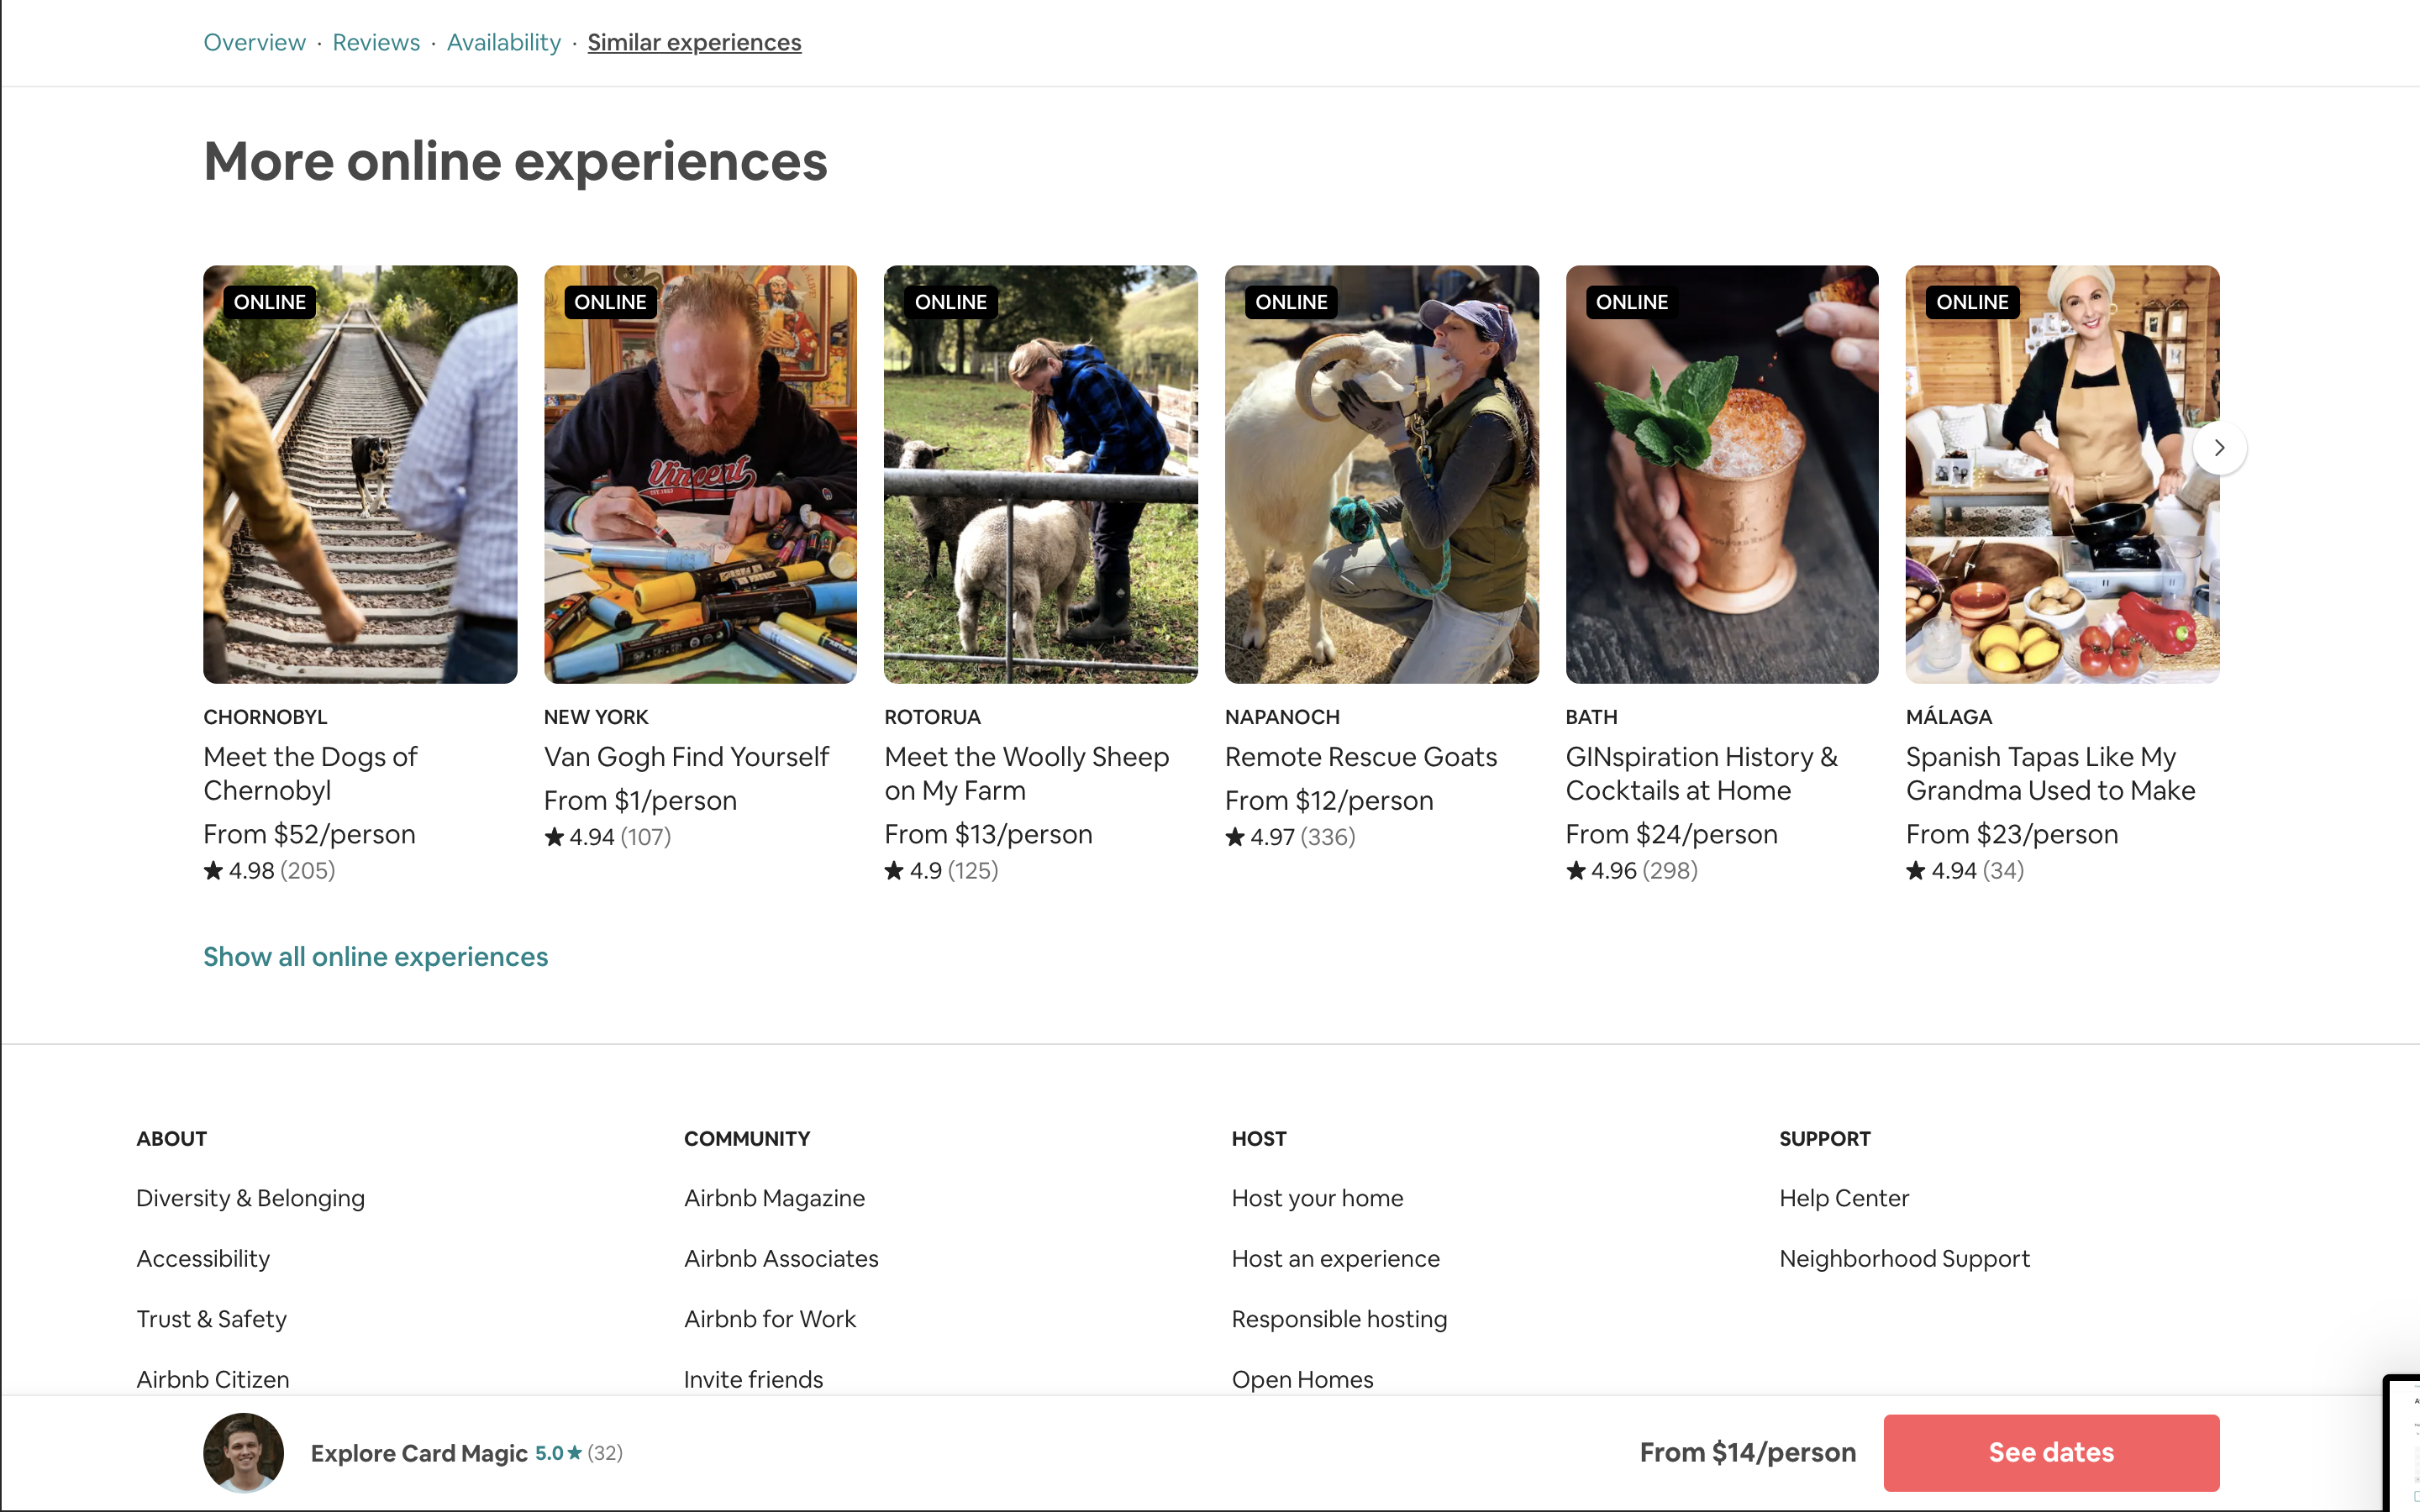 Overview · Reviews · Availability · Similar experiences
More online experiences
ONLINE
ONLINE
ONLINE
ONLINE
ONLINE
ONLINE
Vincent
EST.1853
CHORNOBYL
Meet the Dogs of
Chernobyl
From $52/person
★ 4.98 (205)
NEW YORK
Van Gogh Find Yourself
From $1/person
★ 4.94 (107)
ROTORUA
Meet the Woolly Sheep
on My Farm
From $13/person
★ 4.9 (125)
NAPANOCH
Remote Rescue Goats
From $12/person
★ 4.97 (336)
BATH
GINspiration History &
Cocktails at Home
From $24/person
★ 4.96 (298)
MÁLAGA
Spanish Tapas Like My
Grandma Used to Make
From $23/person
★ 4.94 (34)
Show all online experiences
ABOUT
Diversity & Belonging
Accessibility
Trust & Safety
Airbnb Citizen
COMMUNITY
Airbnb Magazine
Airbnb Associates
Airbnb for Work
Invite friends
HOST
Host your home
Host an experience
Responsible hosting
Open Homes
SUPPORT
Help Center
Neighborhood Support
Explore Card Magic 5.0 ★ (32)
From $14/person
See dates